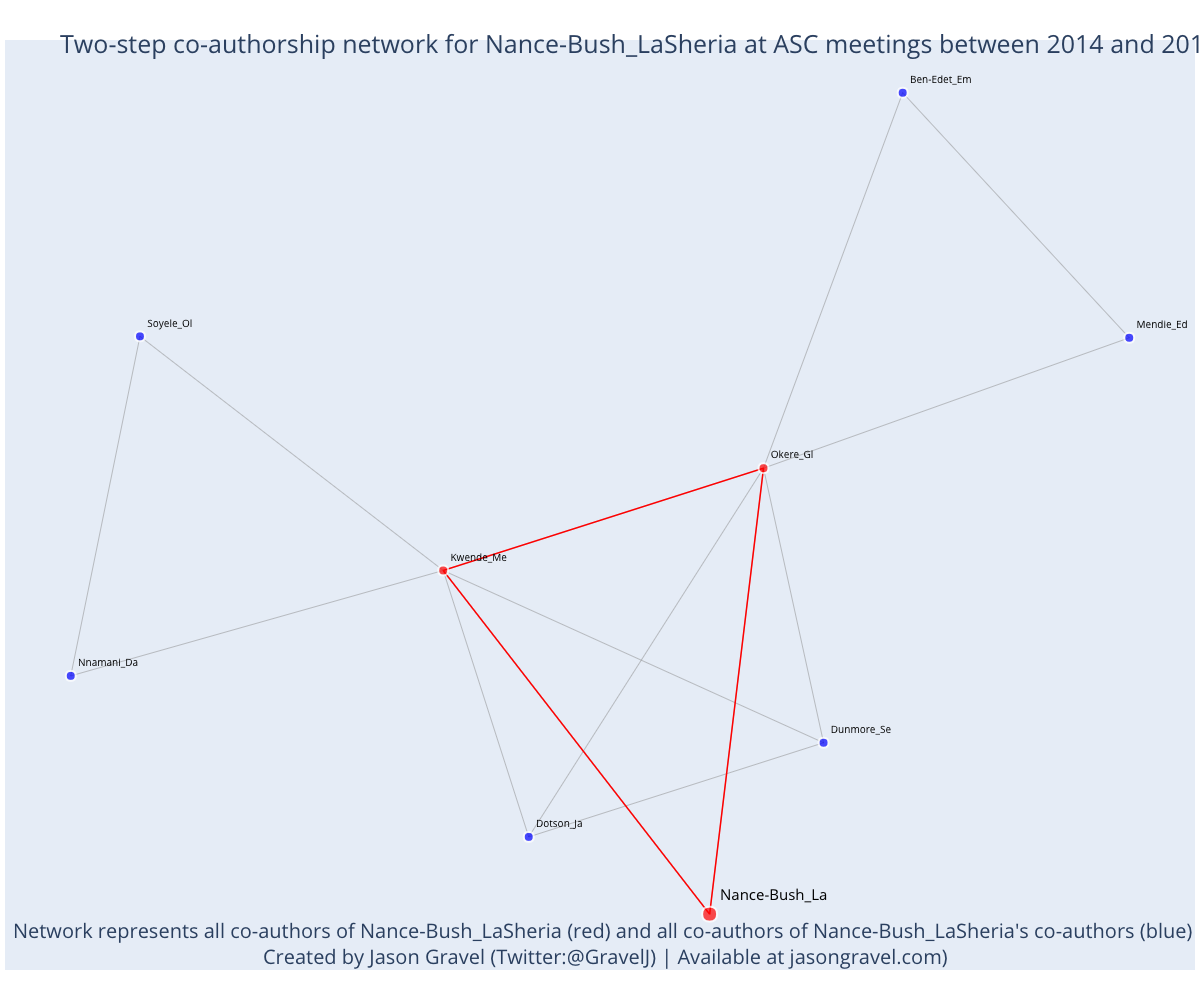 Two-step co-authorship network for Nance-Bush_LaSheria at ASC meetings between 2014 and 201
Ben-Edet_Em
Soyele_Ol
Mendie_Ed
Okere_Gl
Kwende_Me
Nnamani_Da
Dunmore_Se
Dotson_Ja
Nance-Bush_La
Network represents all co-authors of Nance-Bush_LaSheria (red) and all co-authors of Nance-Bush_LaSheria's co-authors (blue)
Created by Jason Gravel (Twitter:@GravelJ) | Available at jasongravel.com)